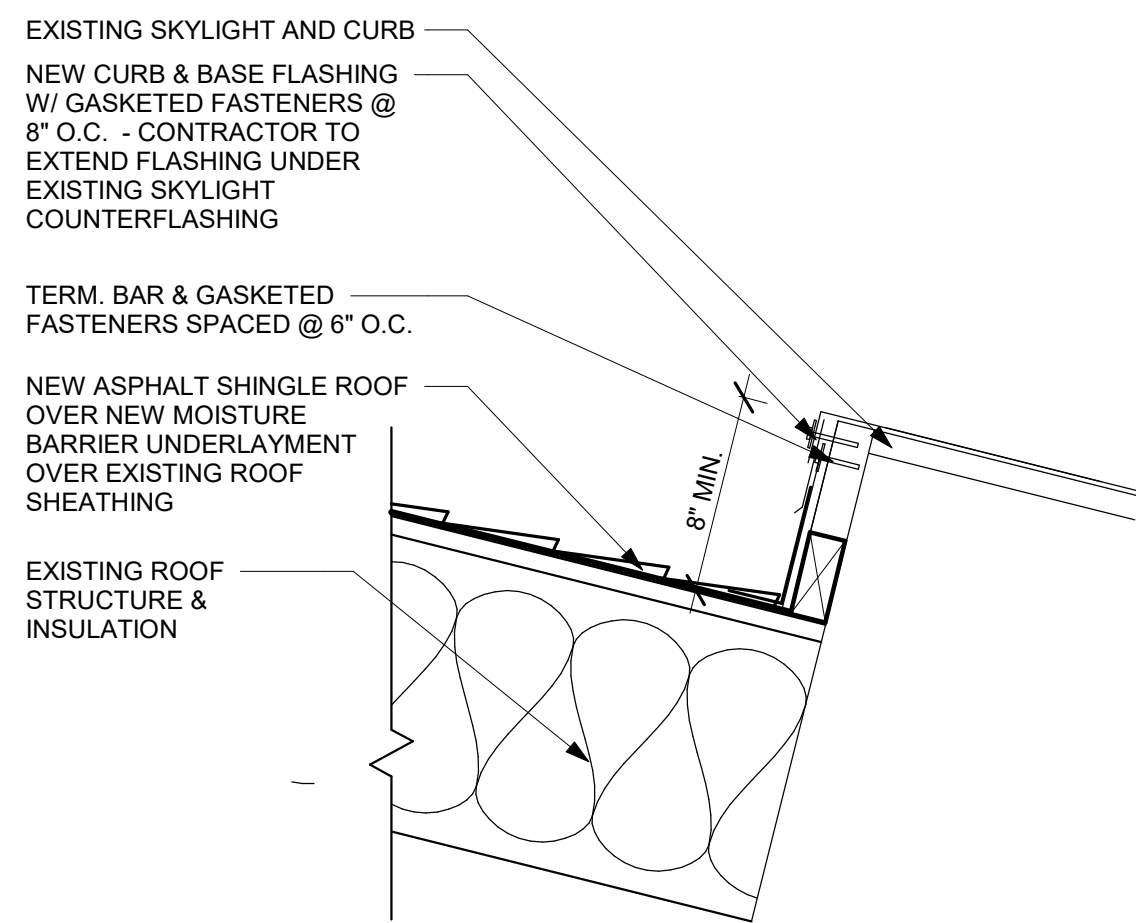 EXISTING SKYLIGHT AND CURB
NEW CURB & BASE FLASHING
W/ GASKETED FASTENERS @
8" O.C. - CONTRACTOR TO
EXTEND FLASHING UNDER
EXISTING SKYLIGHT
COUNTERFLASHING
TERM. BAR & GASKETED
FASTENERS SPACED @ 6" O.C.
NEW ASPHALT SHINGLE ROOF
OVER NEW MOISTURE
BARRIER UNDERLAYMENT
OVER EXISTING ROOF
SHEATHING
EXISTING ROOF
STRUCTURE &
INSULATION
8" MIN.